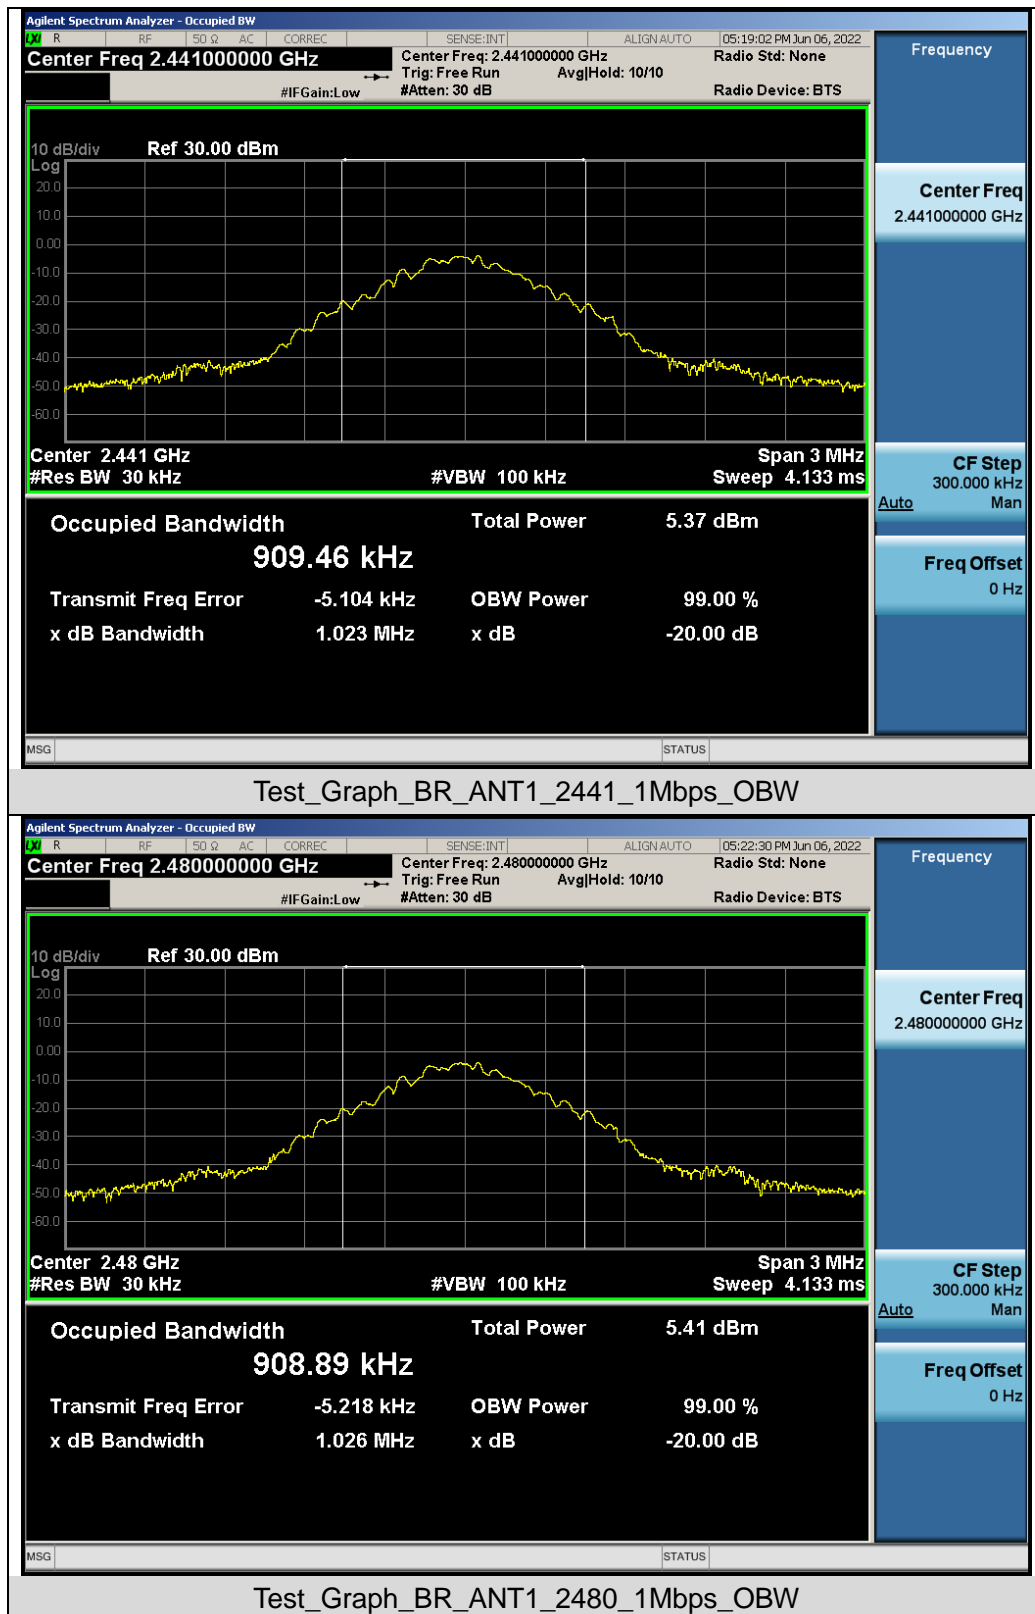 Agilent Spectrum Analyzer - Occupied BW
LXI R RF 50 Ω AC CORREC SENSE:INT ALIGN AUTO 05:19:02 PM Jun 06, 2022
Center Freq 2.441000000 GHz Center Freq: 2.441000000 GHz Radio Std: None Frequency
Trig: Free Run Avg|Hold: 10/10
#IFGain:Low #Atten: 30 dB Radio Device: BTS
10 dB/div Ref 30.00 dBm
Log
20.0
10.0
0.00
-10.0
-20.0
-30.0
-40.0
-50.0
-60.0
Center Freq
2.441000000 GHz
Center 2.441 GHz Span 3 MHz
#Res BW 30 kHz #VBW 100 kHz Sweep 4.133 ms
CF Step
300.000 kHz
Auto Man
Occupied Bandwidth Total Power 5.37 dBm
909.46 kHz
Freq Offset
0 Hz
Transmit Freq Error -5.104 kHz OBW Power 99.00 %
x dB Bandwidth 1.023 MHz x dB -20.00 dB
MSG STATUS
Test_Graph_BR_ANT1_2441_1Mbps_OBW
Agilent Spectrum Analyzer - Occupied BW
LXI R RF 50 Ω AC CORREC SENSE:INT ALIGN AUTO 05:22:30 PM Jun 06, 2022
Center Freq 2.480000000 GHz Center Freq: 2.480000000 GHz Radio Std: None Frequency
Trig: Free Run Avg|Hold: 10/10
#IFGain:Low #Atten: 30 dB Radio Device: BTS
10 dB/div Ref 30.00 dBm
Log
20.0
10.0
0.00
-10.0
-20.0
-30.0
-40.0
-50.0
-60.0
Center Freq
2.480000000 GHz
Center 2.48 GHz Span 3 MHz
#Res BW 30 kHz #VBW 100 kHz Sweep 4.133 ms
CF Step
300.000 kHz
Auto Man
Occupied Bandwidth Total Power 5.41 dBm
908.89 kHz
Freq Offset
0 Hz
Transmit Freq Error -5.218 kHz OBW Power 99.00 %
x dB Bandwidth 1.026 MHz x dB -20.00 dB
MSG STATUS
Test_Graph_BR_ANT1_2480_1Mbps_OBW